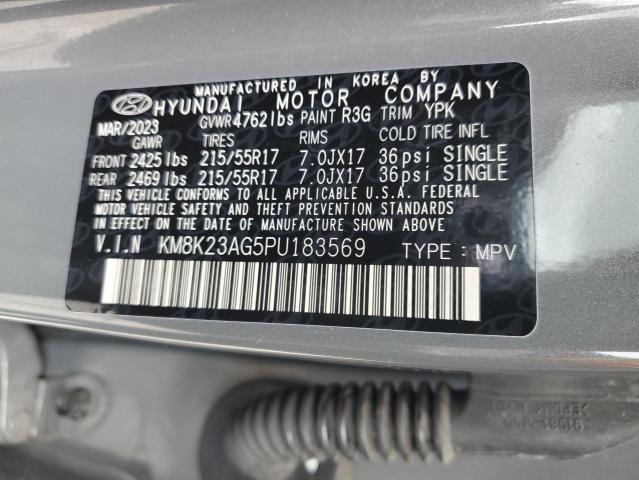 MANUFACTURED IN KOREA BY
HYUNDAI MOTOR COMPANY
MAR/2023 GVWR4762lbs PAINT R3G TRIM YPK
GAWR TIRES RIMS COLD TIRE INFL
FRONT 2425lbs 215/55R17 7.0JX17 36psi SINGLE
REAR 2469lbs 215/55R17 7.0JX17 36psi SINGLE
THIS VEHICLE CONFORMS TO ALL APPLICABLE U.S.A. FEDERAL
MOTOR VEHICLE SAFETY AND THEFT PREVENTION STANDARDS
IN EFFECT ON THE DATE OF MANUFACTURE SHOWN ABOVE
V.I.N KM8K23AG5PU183569 TYPE: MPV